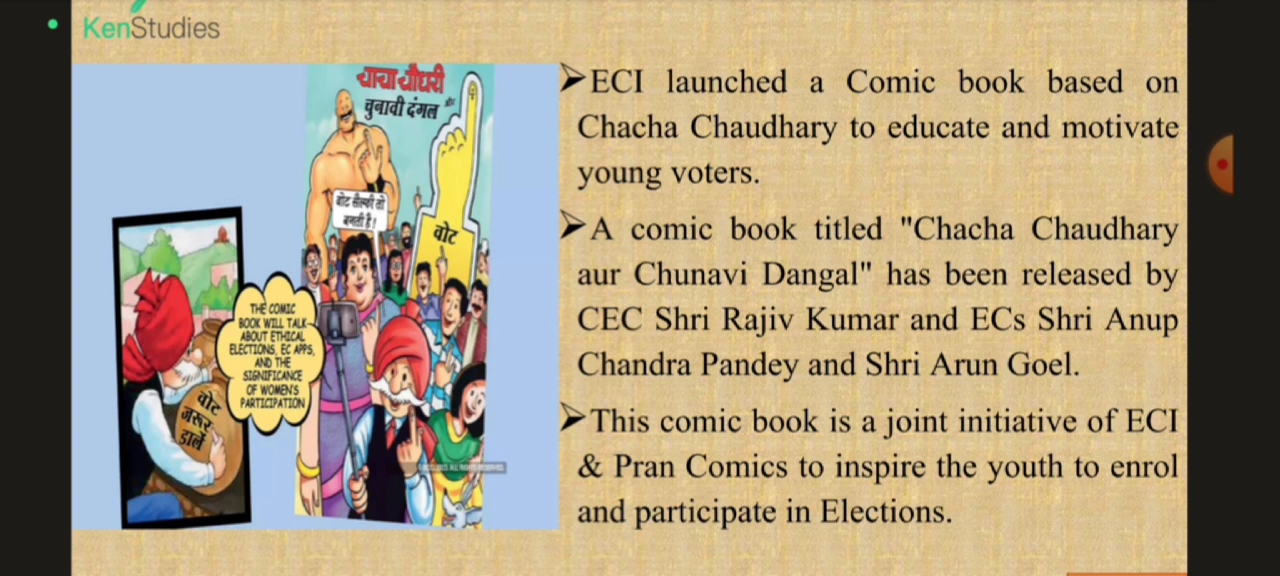 KenStudies
चाचा चौधरी
और
चुनावी दंगल
वोट सैल्फी तो
बनती है!
वोट
THE COMIC
BOOK WILL TALK
ABOUT ETHICAL
ELECTIONS, EC APPS,
AND THE
SIGNIFICANCE
OF WOMEN'S
PARTICIPATION
वोट
जरूर
डालें
➤ECI launched a Comic book based on
Chacha Chaudhary to educate and motivate
young voters.
➤A comic book titled "Chacha Chaudhary
aur Chunavi Dangal" has been released by
CEC Shri Rajiv Kumar and ECs Shri Anup
Chandra Pandey and Shri Arun Goel.
➤This comic book is a joint initiative of ECI
& Pran Comics to inspire the youth to enrol
and participate in Elections.